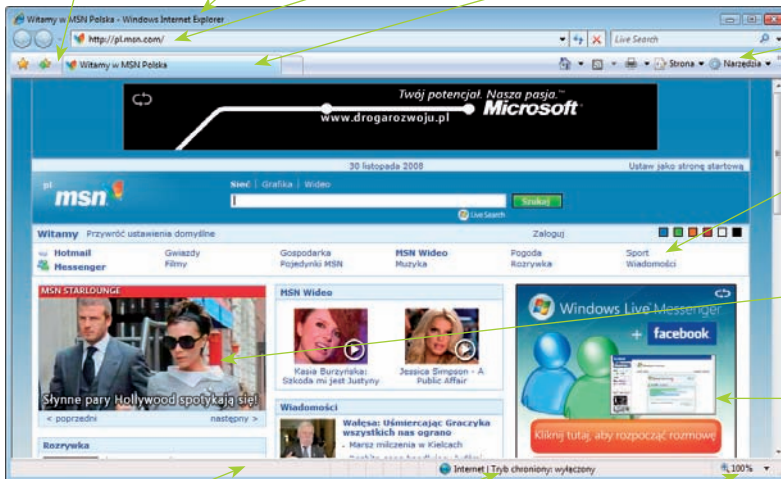 Witamy w MSN Polska - Windows Internet Explorer
http://pl.msn.com/
Live Search
Witamy w MSN Polska
Strona
Narzędzia
Twój potencjał. Nasza pasja.™
Microsoft®
www.drogarozwoju.pl
30 listopada 2008
Ustaw jako stronę startową
pl
msn
Sieć | Grafika | Wideo
Szukaj
Live Search
Witamy Przywróć ustawienia domyślne
Zaloguj
Hotmail Gwiazdy Gospodarka MSN Video Pogoda Sport
Messenger Filmy Pojedynki MSN Muzyka Rozrywka Wiadomości
MSN STARLOUNGE
Słynne pary Hollywood spotykają się!
< poprzedni następny >
Rozrywka
MSN Video
Kasia Burzyńska:
Szkoda mi jest Justyny
Jessica Simpson - A
Public Affair
Wiadomości
Wałęsa: Uśmiercając Graczyka
wszystkich nas ograno
Marsz milczenia w Kielcach
Windows Live Messenger
+ facebook
Kliknij tutaj, aby rozpocząć rozmowę
Internet | Tryb chroniony: wyłączony
100%